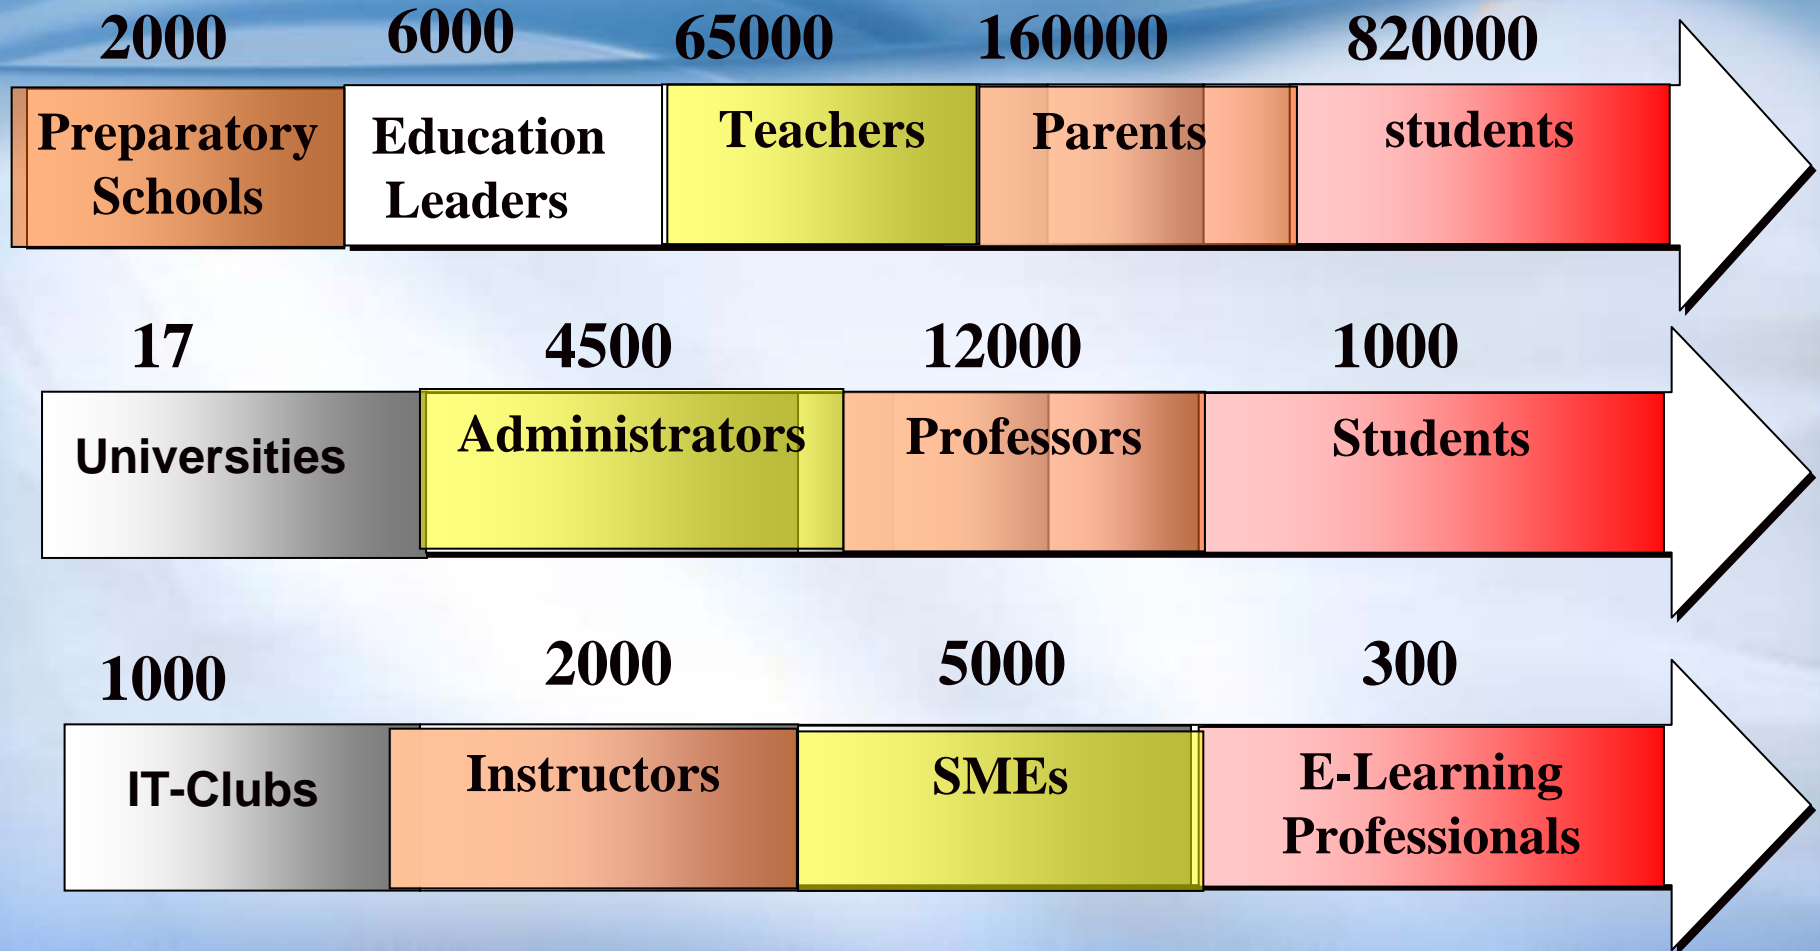 2000 6000 65000 160000 820000
Preparatory Schools
Education Leaders
Teachers
Parents
students
17 4500 12000 1000
Universities
Administrators
Professors
Students
1000 2000 5000 300
IT-Clubs
Instructors
SMEs
E-Learning
Professionals